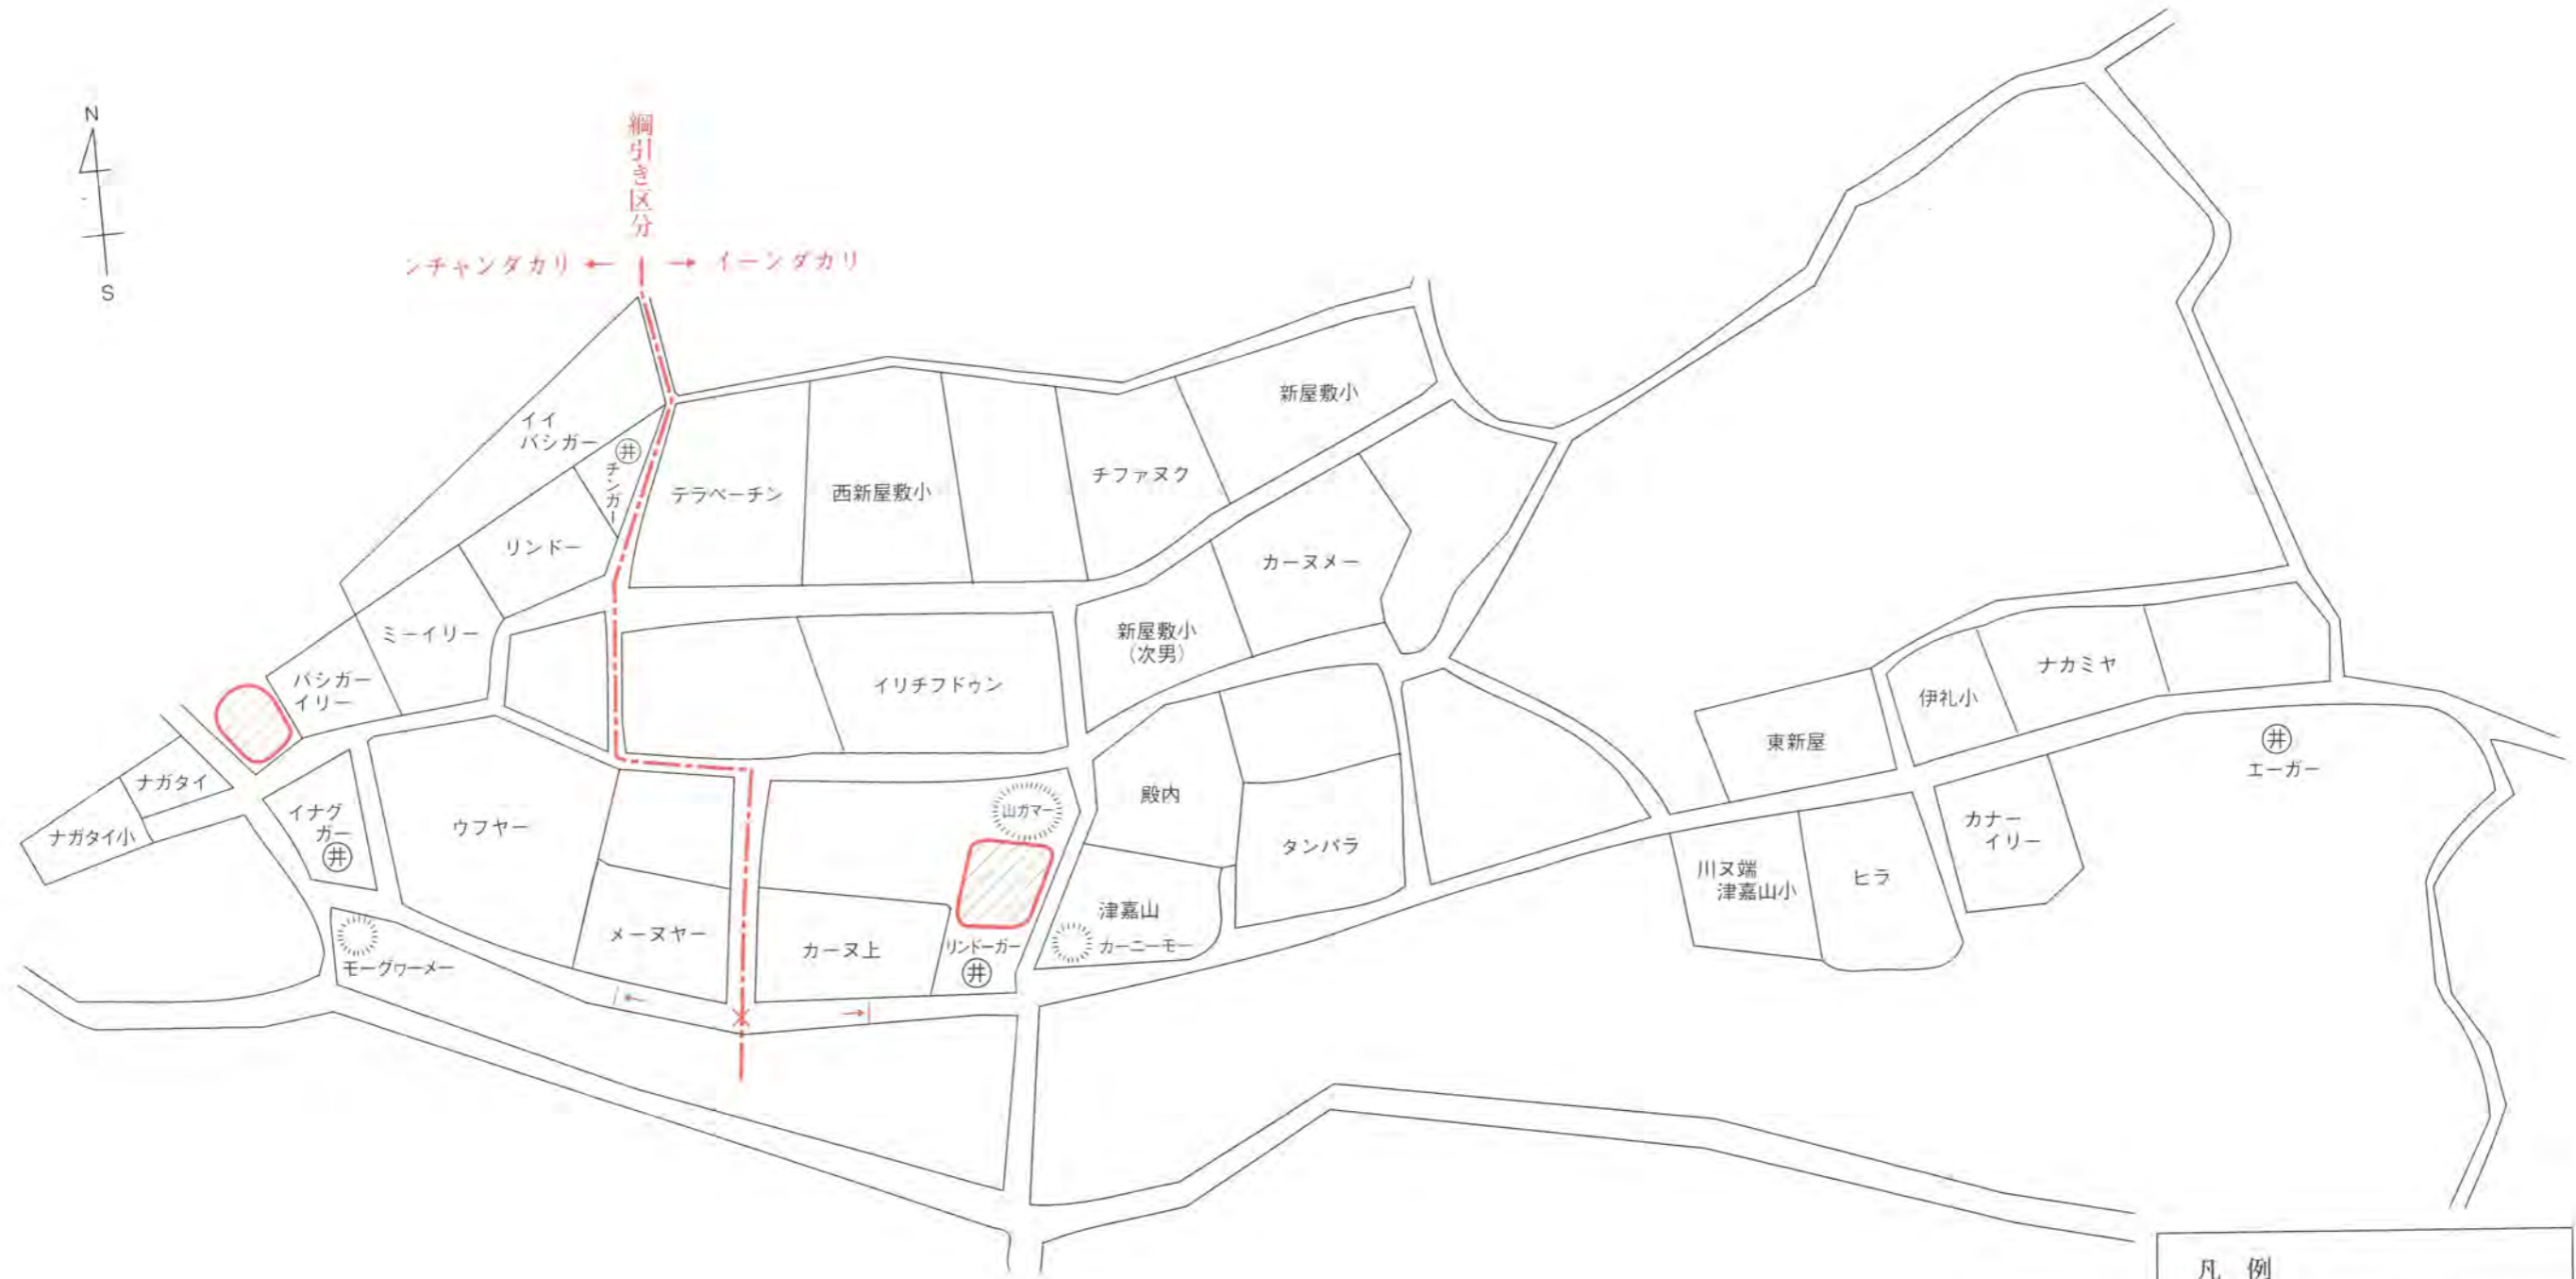 N
S
綱引き区分
ンチャンダカリ ← → イーンダカリ
イイ
バシガー
井
チンガー
リンドー
ミーイリー
バシガー
イリー
ナガタイ
ナガタイ小
イナグ
ガー
井
ウフヤー
メーヌヤー
モーグヮーメー
テラベーチン
西新屋敷小
チファヌク
新屋敷小
カーヌメー
新屋敷小
（次男）
イリチフドゥン
山ガマー
殿内
タンパラ
カーヌ上
リンドーガー
井
津嘉山
カーニーモー
東新屋
伊礼小
ナカミヤ
川ヌ端
津嘉山小
ヒラ
カナー
イリー
井
エーガー
凡 例